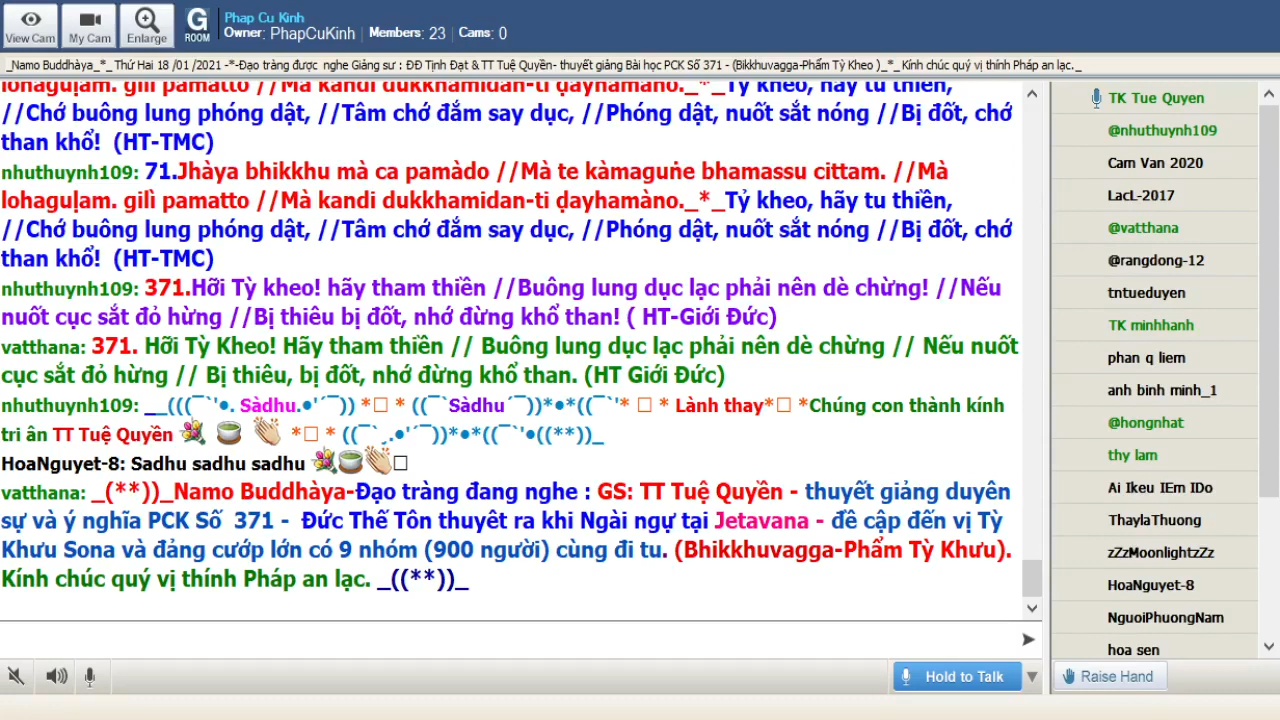 View Cam
My Cam
Enlarge
G
ROOM
Phap Cu Kinh
Owner: PhapCuKinh | Members: 23 | Cams: 0
_Namo Buddhàya_*_ Thứ Hai 18 /01 /2021 -*-Đạo tràng được nghe Giảng sư : ĐĐ Tịnh Đạt & TT Tuệ Quyền- thuyết giảng Bài học PCK Số 371 - (Bikkhuvagga-Phẩm Tỳ Kheo )_*_ Kính chúc quý vị thính Pháp an lạc._
lohaguḷam. gilì pamatto //Mà kandi dukkhamidan-ti ḍayhamàno._*_Tỷ kheo, hãy tu thiền,
//Chớ buông lung phóng dật, //Tâm chớ đắm say dục, //Phóng dật, nuốt sắt nóng //Bị đốt, chớ
than khổ! (HT-TMC)
nhuthuynh109: 71.Jhàya bhikkhu mà ca pamàdo //Mà te kàmaguṅe bhamassu cittam. //Mà
lohaguḷam. gilì pamatto //Mà kandi dukkhamidan-ti ḍayhamàno._*_Tỷ kheo, hãy tu thiền,
//Chớ buông lung phóng dật, //Tâm chớ đắm say dục, //Phóng dật, nuốt sắt nóng //Bị đốt, chớ
than khổ! (HT-TMC)
nhuthuynh109: 371.Hỡi Tỳ kheo! hãy tham thiền //Buông lung dục lạc phải nên dè chừng! //Nếu
nuốt cục sắt đỏ hừng //Bị thiêu bị đốt, nhớ đừng khổ than! ( HT-Giới Đức)
vatthana: 371. Hỡi Tỳ Kheo! Hãy tham thiền // Buông lung dục lạc phải nên dè chừng // Nếu nuốt
cục sắt đỏ hừng // Bị thiêu, bị đốt, nhớ đừng khổ than. (HT Giới Đức)
nhuthuynh109: _ _(((¯`'•. Sàdhu.•'´¯)) *□ * ((¯`Sàdhu´¯))*•*((¯`'* □ * Lành thay*□ *Chúng con thành kính
tri ân TT Tuệ Quyền 💐 🍵 👏 *□ * ((¯`¸.•'´¯))*•*((¯`'•((**))_
HoaNguyet-8: Sadhu sadhu sadhu 💐🍵👏□
vatthana: _(**))_Namo Buddhàya-Đạo tràng đang nghe : GS: TT Tuệ Quyền - thuyết giảng duyên
sự và ý nghĩa PCK Số 371 - Đức Thế Tôn thuyết ra khi Ngài ngự tại Jetavana - đề cập đến vị Tỳ
Khưu Sona và đảng cướp lớn có 9 nhóm (900 người) cùng đi tu. (Bhikkhuvagga-Phẩm Tỳ Khưu).
Kính chúc quý vị thính Pháp an lạc. _((**))_
Hold to Talk
TK Tue Quyen
@nhuthuynh109
Cam Van 2020
LacL-2017
@vatthana
@rangdong-12
tntueduyen
TK minhhanh
phan q liem
anh binh minh_1
@hongnhat
thy lam
Ai Ikeu IEm IDo
ThaylaThuong
zZzMoonlightzZz
HoaNguyet-8
NguoiPhuongNam
hoa sen
Raise Hand